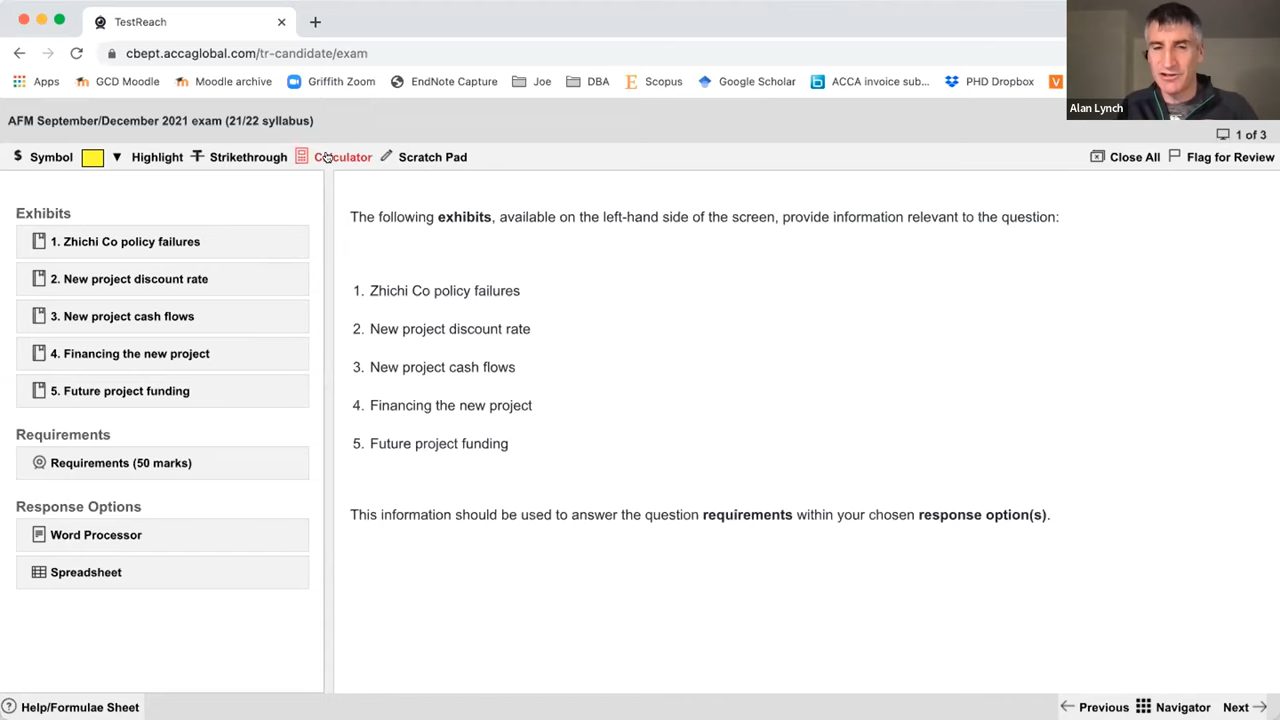 TestReach
cbept.accaglobal.com/tr-candidate/exam
Apps GCD Moodle Moodle archive Griffith Zoom EndNote Capture Joe DBA Scopus Google Scholar ACCA invoice sub... PHD Dropbox
Alan Lynch
AFM September/December 2021 exam (21/22 syllabus)
1 of 3
$ Symbol Highlight Strikethrough Calculator Scratch Pad Close All Flag for Review
Exhibits
1. Zhichi Co policy failures
2. New project discount rate
3. New project cash flows
4. Financing the new project
5. Future project funding
Requirements
Requirements (50 marks)
Response Options
Word Processor
Spreadsheet
The following exhibits, available on the left-hand side of the screen, provide information relevant to the question:
1. Zhichi Co policy failures
2. New project discount rate
3. New project cash flows
4. Financing the new project
5. Future project funding
This information should be used to answer the question requirements within your chosen response option(s).
? Help/Formulae Sheet Previous Navigator Next